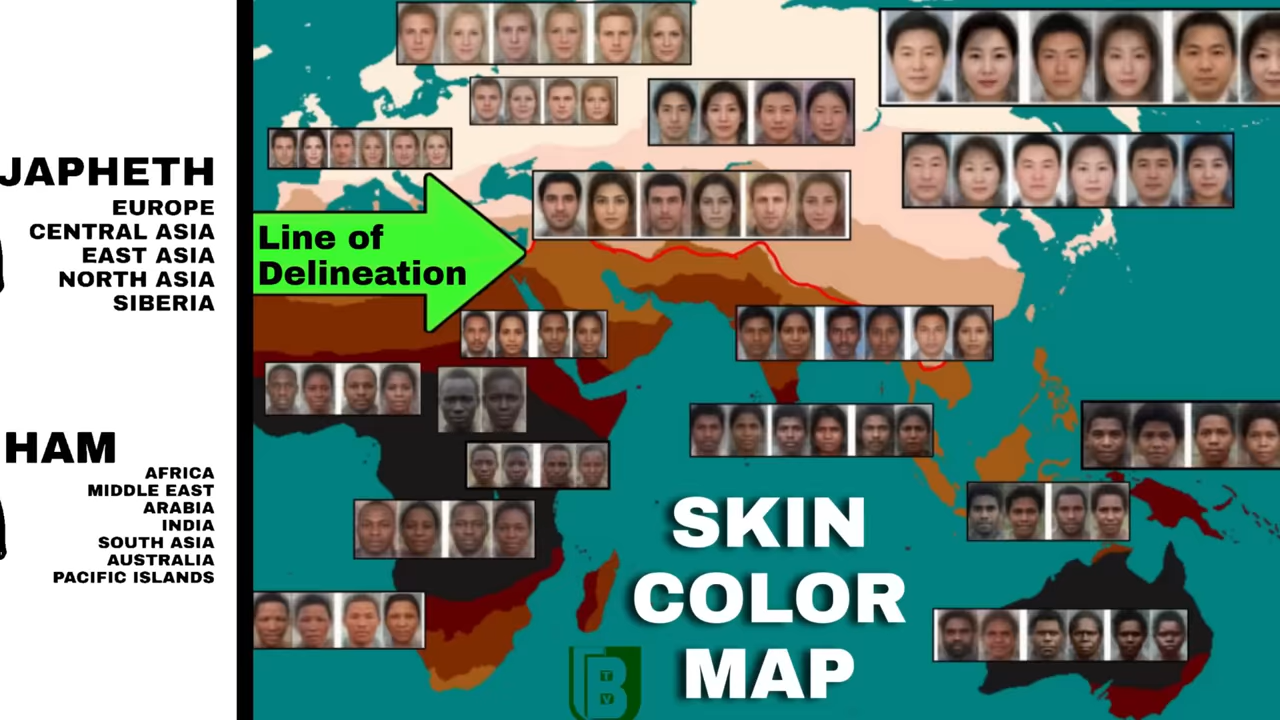 JAPHETH
EUROPE
CENTRAL ASIA
EAST ASIA
NORTH ASIA
SIBERIA
HAM
AFRICA
MIDDLE EAST
ARABIA
INDIA
SOUTH ASIA
AUSTRALIA
PACIFIC ISLANDS
Line of
Delineation
SKIN
COLOR
MAP
B
T
V